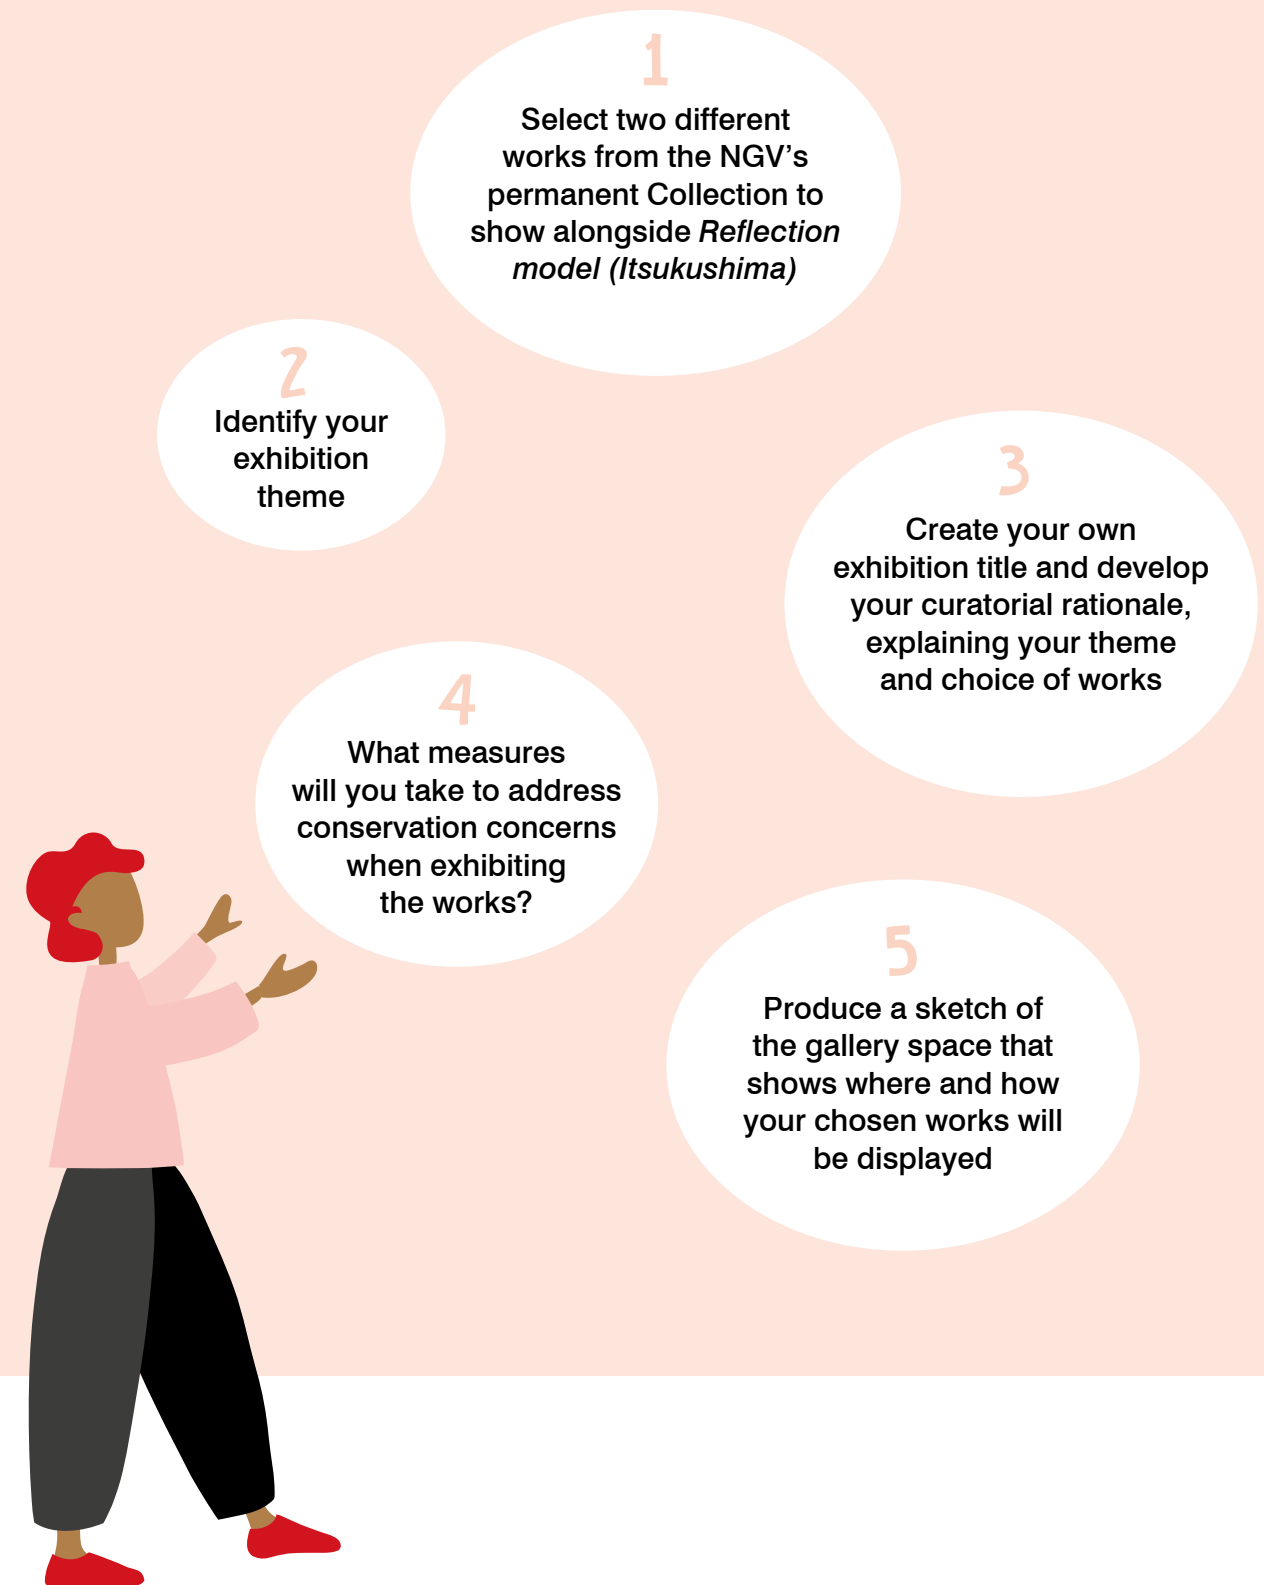 1
Select two different
works from the NGV’s
permanent Collection to
show alongside Reflection
model (Itsukushima)
2
Identify your
exhibition
theme
3
Create your own
exhibition title and develop
your curatorial rationale,
explaining your theme
and choice of works
4
What measures
will you take to address
conservation concerns
when exhibiting
the works?
5
Produce a sketch of
the gallery space that
shows where and how
your chosen works will
be displayed